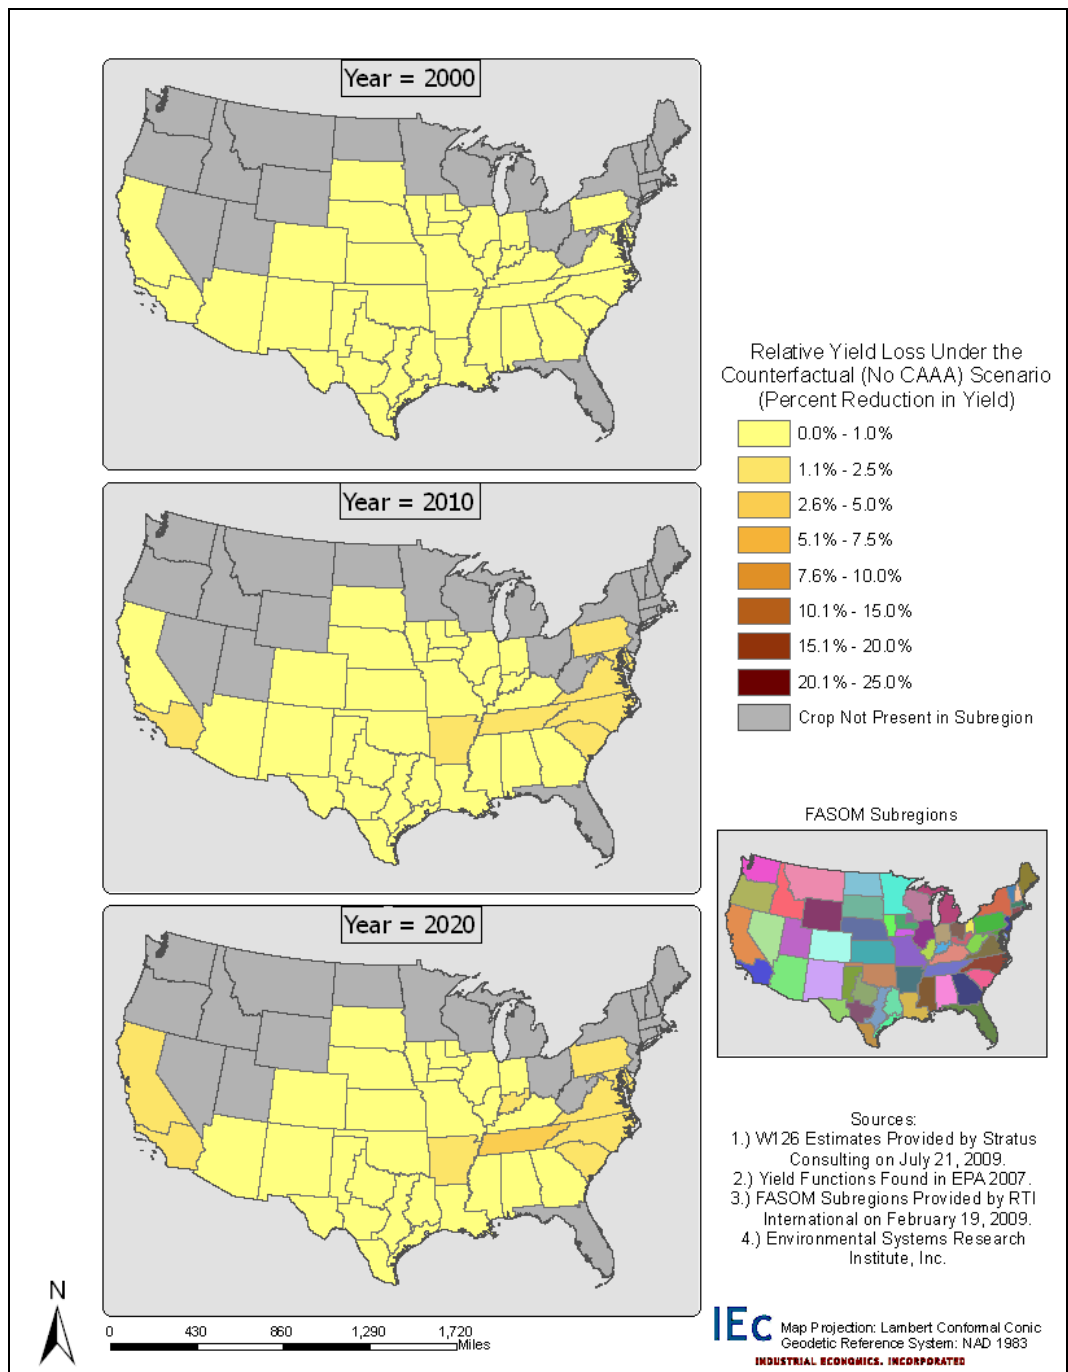 Year = 2000
Year = 2010
Year = 2020
Relative Yield Loss Under the
Counterfactual (No CAAA) Scenario
(Percent Reduction in Yield)
0.0% - 1.0%
1.1% - 2.5%
2.6% - 5.0%
5.1% - 7.5%
7.6% - 10.0%
10.1% - 15.0%
15.1% - 20.0%
20.1% - 25.0%
Crop Not Present in Subregion
FASOM Subregions
Sources:
1.) W126 Estimates Provided by Stratus
Consulting on July 21, 2009.
2.) Yield Functions Found in EPA 2007.
3.) FASOM Subregions Provided by RTI
International on February 19, 2009.
4.) Environmental Systems Research
Institute, Inc.
N
0 430 860 1,290 1,720
Miles
IEc
Map Projection: Lambert Conformal Conic
Geodetic Reference System: NAD 1983
INDUSTRIAL ECONOMICS, INCORPORATED